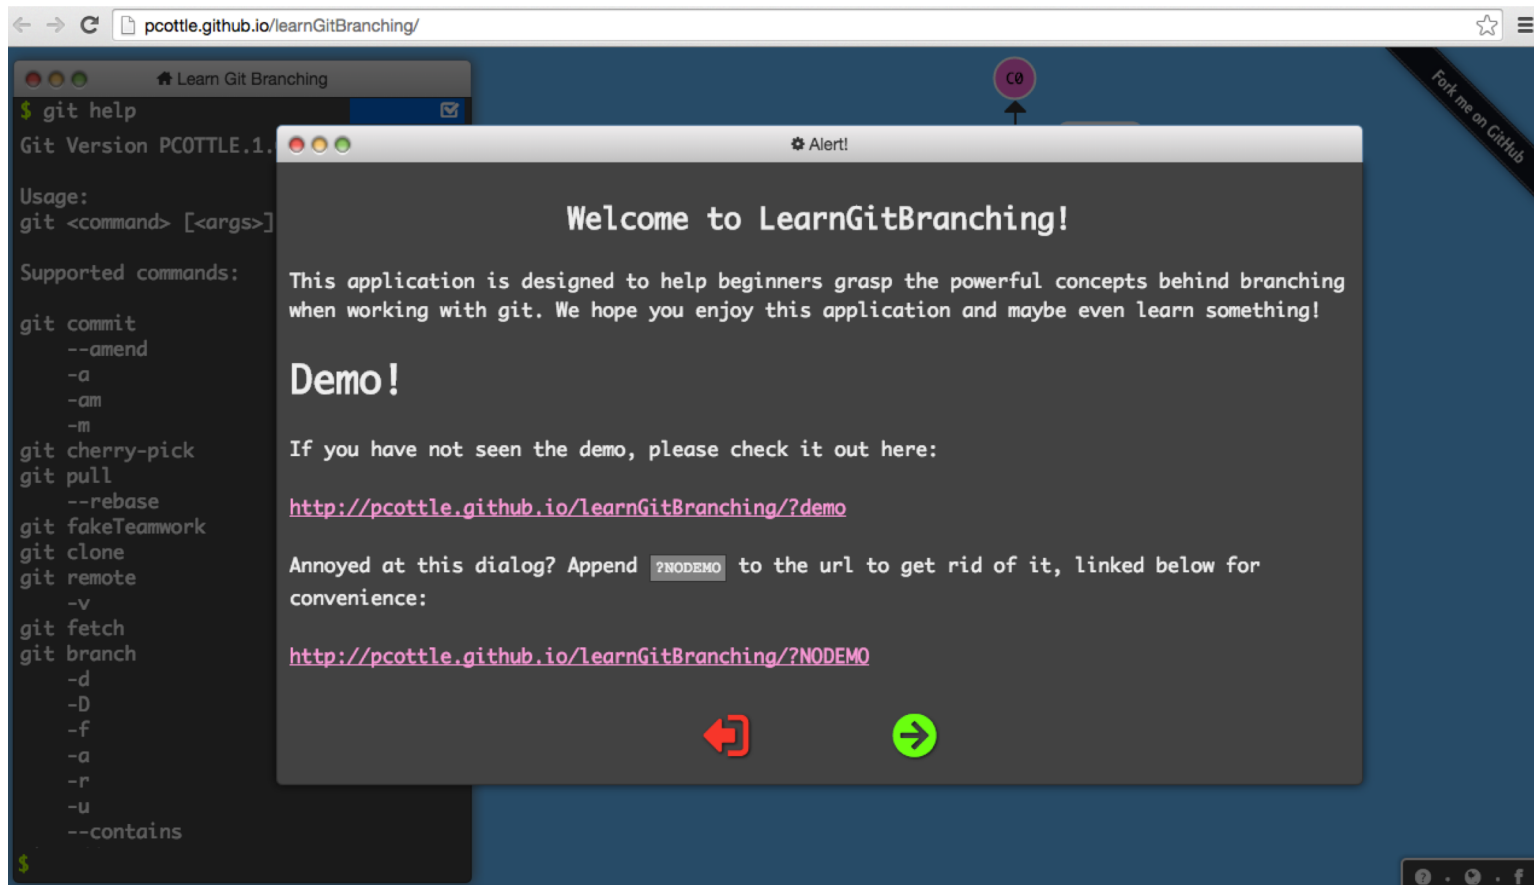 pcottle.github.io/learnGitBranching/
Learn Git Branching
$ git help
Git Version PCOTTLE.1.
Usage:
git <command> [<args>]
Supported commands:
git commit
--amend
-a
-am
-m
git cherry-pick
git pull
--rebase
git fakeTeamwork
git clone
git remote
-v
git fetch
git branch
-d
-D
-f
-a
-r
-u
--contains
$
C0
Fork me on GitHub
Alert!
Welcome to LearnGitBranching!
This application is designed to help beginners grasp the powerful concepts behind branching
when working with git. We hope you enjoy this application and maybe even learn something!
Demo!
If you have not seen the demo, please check it out here:
http://pcottle.github.io/learnGitBranching/?demo
Annoyed at this dialog? Append ?NODEMO to the url to get rid of it, linked below for
convenience:
http://pcottle.github.io/learnGitBranching/?NODEMO